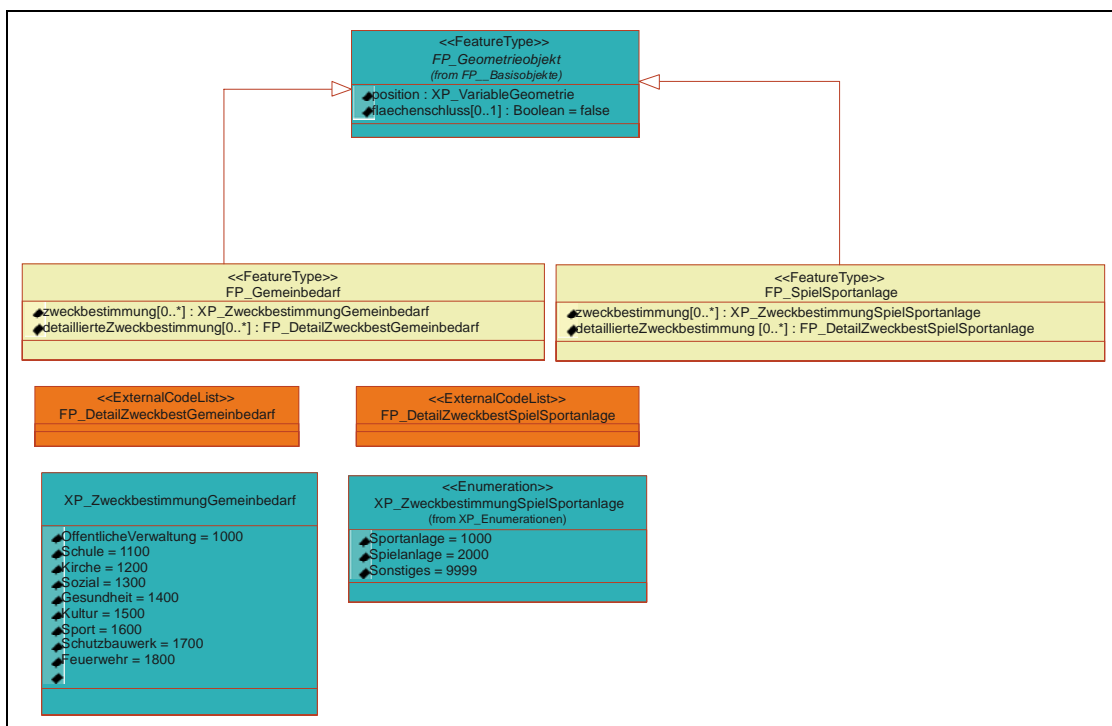 <<FeatureType>>
FP_Geometrieobjekt
(from FP__Basisobjekte)
position : XP_VariableGeometrie
flaechenschluss[0..1] : Boolean = false
<<FeatureType>>
FP_Gemeinbedarf
zweckbestimmung[0..*] : XP_ZweckbestimmungGemeinbedarf
detaillierteZweckbestimmung[0..*] : FP_DetailZweckbestGemeinbedarf
<<FeatureType>>
FP_SpielSportanlage
zweckbestimmung[0..*] : XP_ZweckbestimmungSpielSportanlage
detaillierteZweckbestimmung [0..*] : FP_DetailZweckbestSpielSportanlage
<<ExternalCodeList>>
FP_DetailZweckbestGemeinbedarf
<<ExternalCodeList>>
FP_DetailZweckbestSpielSportanlage
XP_ZweckbestimmungGemeinbedarf
OffentlicheVerwaltung = 1000
Schule = 1100
Kirche = 1200
Sozial = 1300
Gesundheit = 1400
Kultur = 1500
Sport = 1600
Schutzbauwerk = 1700
Feuerwehr = 1800
<<Enumeration>>
XP_ZweckbestimmungSpielSportanlage
(from XP_Enumerationen)
Sportanlage = 1000
Spielanlage = 2000
Sonstiges = 9999